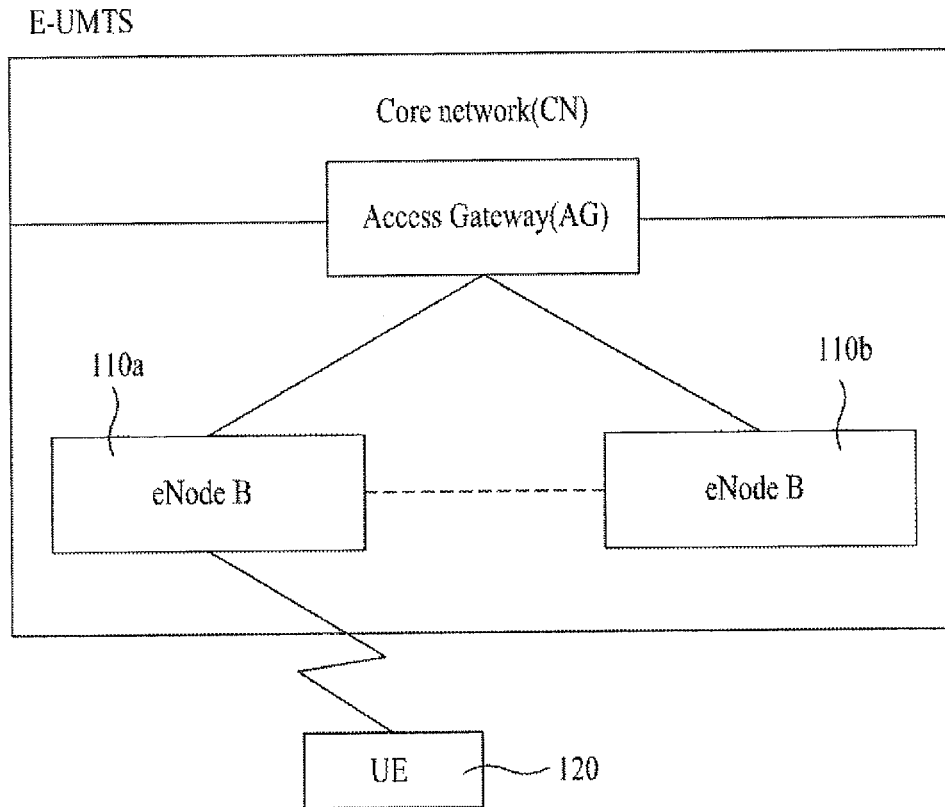 E-UMTS
Core network(CN)
Access Gateway(AG)
110a
110b
eNode B
eNode B
UE
120